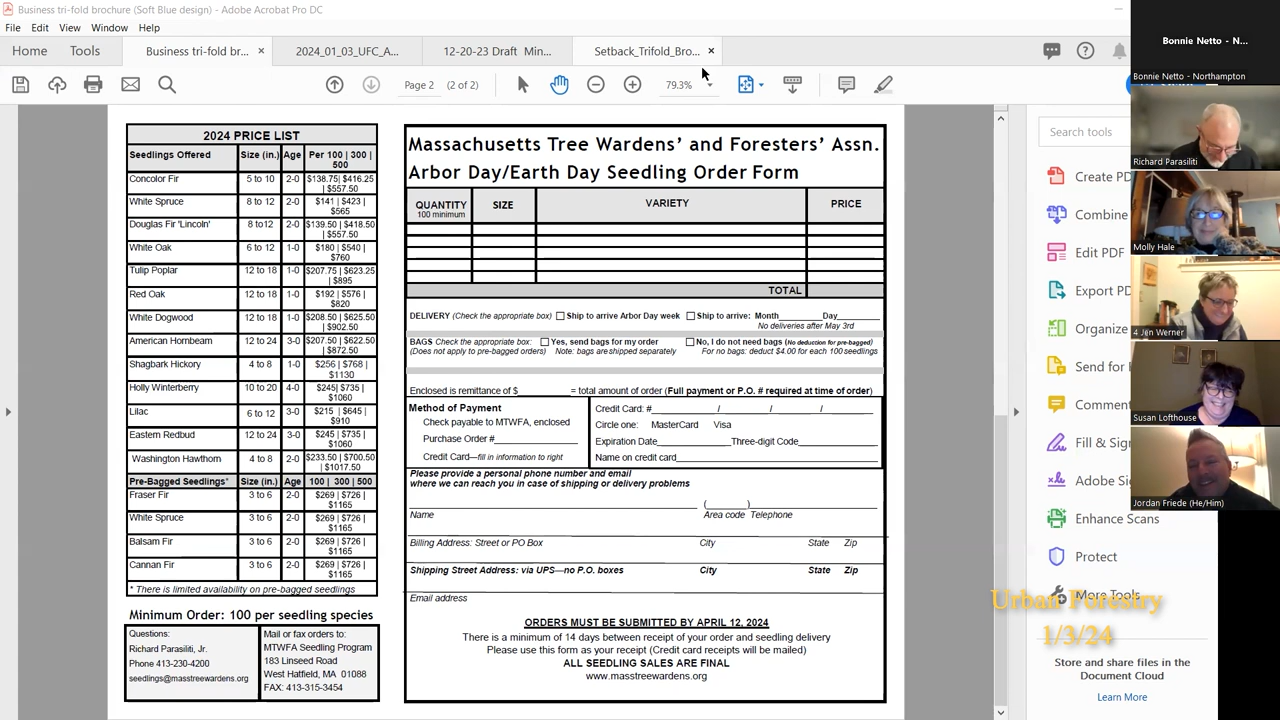 Business tri-fold brochure (Soft Blue design) - Adobe Acrobat Pro DC
File Edit View Window Help
Home Tools Business tri-fold br... × 2024_01_03_UFC_A... 12-20-23 Draft Min... Setback_Trifold_Bro... ×
Page 2 (2 of 2) 79.3%
2024 PRICE LIST
Seedlings Offered Size (in.) Age Per 100 | 300 | 500
Concolor Fir 5 to 10 2-0 $138.75| $416.25 | $557.50
White Spruce 8 to 12 2-0 $141 | $423 | $565
Douglas Fir 'Lincoln' 8 to12 2-0 $139.50 | $418.50 | $557.50
White Oak 6 to 12 1-0 $180 | $540 | $760
Tulip Poplar 12 to 18 1-0 $207.75 | $623.25 | $895
Red Oak 12 to 18 1-0 $192 | $576 | $820
White Dogwood 12 to 18 1-0 $208.50 | $625.50 | $902.50
American Hornbeam 12 to 24 3-0 $207.50 | $622.50 | $872.50
Shagbark Hickory 4 to 8 1-0 $256 | $768 | $1130
Holly Winterberry 10 to 20 4-0 $245| $735 | $1060
Lilac 6 to 12 3-0 $215 | $645 | $910
Eastern Redbud 12 to 24 3-0 $245 | $735 | $1060
Washington Hawthorn 4 to 8 2-0 $233.50 | $700.50 | $1017.50
Pre-Bagged Seedlings* Size (in.) Age 100 | 300 | 500
Fraser Fir 3 to 6 2-0 $269 | $726 | $1165
White Spruce 3 to 6 2-0 $269 | $726 | $1165
Balsam Fir 3 to 6 2-0 $269 | $726 | $1165
Cannan Fir 3 to 6 2-0 $269 | $726 | $1165
* There is limited availability on pre-bagged seedlings
Minimum Order: 100 per seedling species
Questions:
Richard Parasiliti, Jr.
Phone 413-230-4200
seedlings@masstreewardens.org
Mail or fax orders to:
MTWFA Seedling Program
183 Linseed Road
West Hatfield, MA 01088
FAX: 413-315-3454
Massachusetts Tree Wardens' and Foresters' Assn.
Arbor Day/Earth Day Seedling Order Form
QUANTITY SIZE VARIETY PRICE
100 minimum
TOTAL
DELIVERY (Check the appropriate box) Ship to arrive Arbor Day week Ship to arrive: Month________Day________
No deliveries after May 3rd
BAGS Check the appropriate box: Yes, send bags for my order No, I do not need bags (No deduction for pre-bagged)
(Does not apply to pre-bagged orders) Note: bags are shipped separately For no bags: deduct $4.00 for each 100 seedlings
Enclosed is remittance of $__________ = total amount of order (Full payment or P.O. # required at time of order)
Method of Payment
Check payable to MTWFA, enclosed
Purchase Order #______________
Credit Card—fill in information to right
Credit Card: #____________/_________/_________/_________
Circle one: MasterCard Visa
Expiration Date______________Three-digit Code______________
Name on credit card______________________________
Please provide a personal phone number and email
where we can reach you in case of shipping or delivery problems
(_______)____________________
Name Area code Telephone
Billing Address: Street or PO Box City State Zip
Shipping Street Address: via UPS—no P.O. boxes City State Zip
Email address
ORDERS MUST BE SUBMITTED BY APRIL 12, 2024
There is a minimum of 14 days between receipt of your order and seedling delivery
Please use this form as your receipt (Credit card receipts will be mailed)
ALL SEEDLING SALES ARE FINAL
www.masstreewardens.org
Search tools
Create PD
Combine
Edit PDF
Export PD
Organize
Send for
Comment
Fill & Sign
Adobe Si
Enhance Scans
Protect
More Tools
Store and share files in the
Document Cloud
Learn More
Urban Forestry
1/3/24
Bonnie Netto - N...
Bonnie Netto - Northampton
Richard Parasiliti
Molly Hale
4 Jen Werner
Susan Lofthouse
Jordan Friede (He/Him)